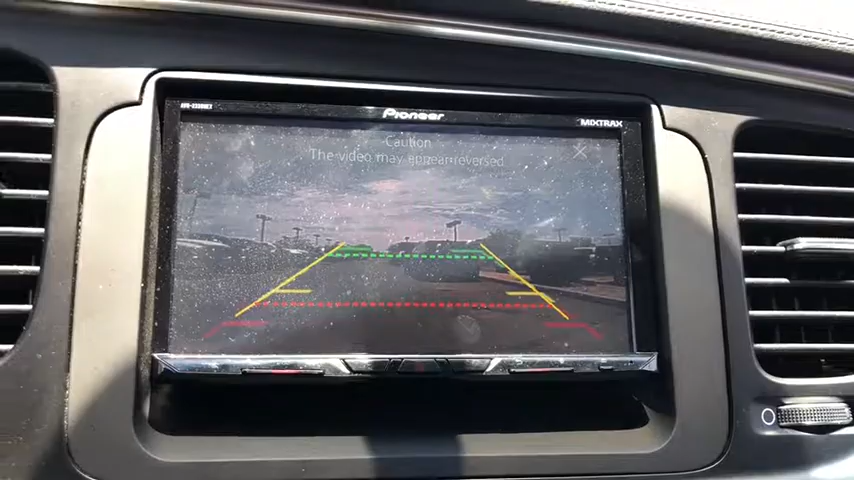 Pioneer
MIXTRAX
Caution
The video may appear reversed